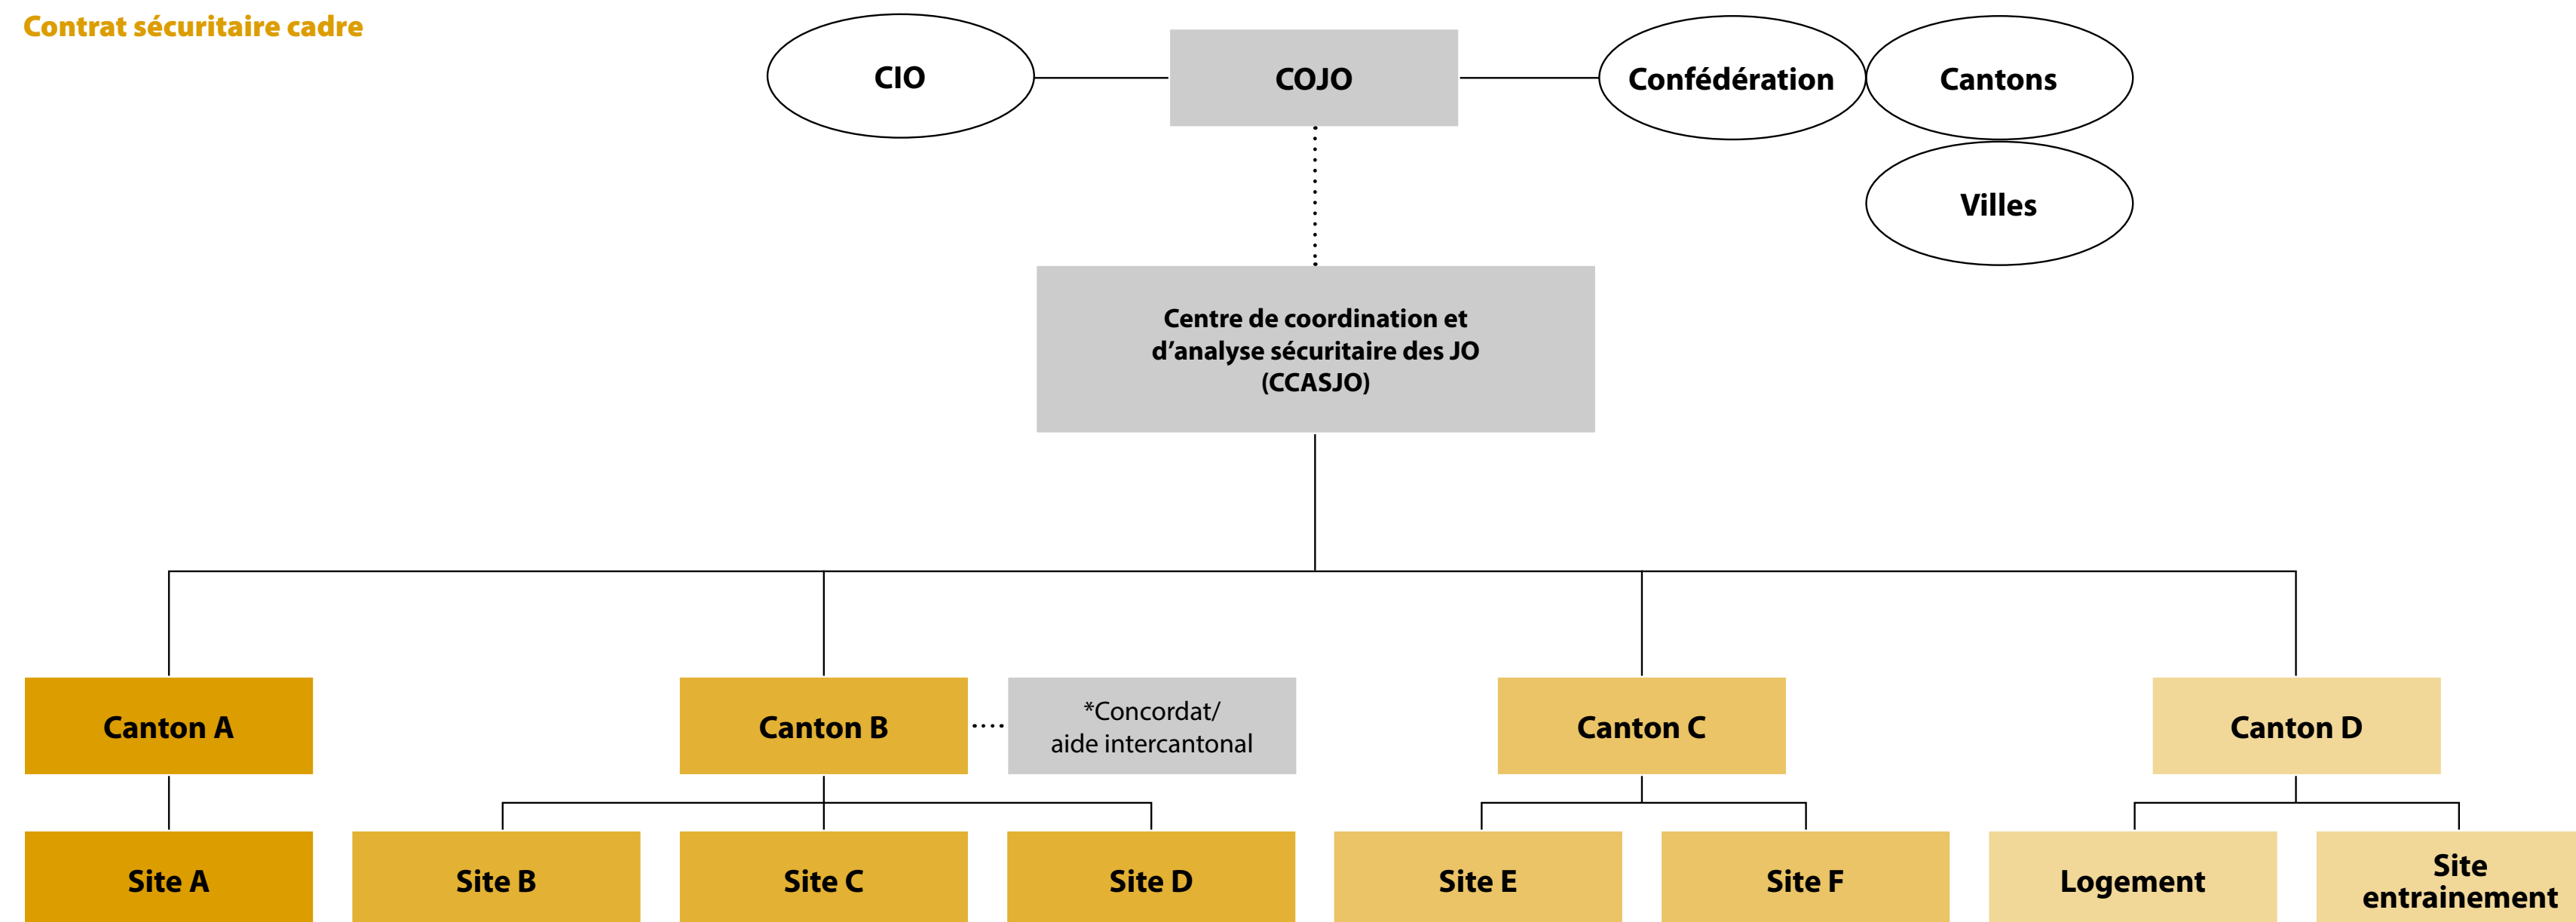 Contrat sécuritaire cadre
CIO
COJO
Confédération
Cantons
Villes
Centre de coordination et
d’analyse sécuritaire des JO
(CCASJO)
Canton A
Canton B
*Concordat/
aide intercantonal
Canton C
Canton D
Site A
Site B
Site C
Site D
Site E
Site F
Logement
Site
entrainement